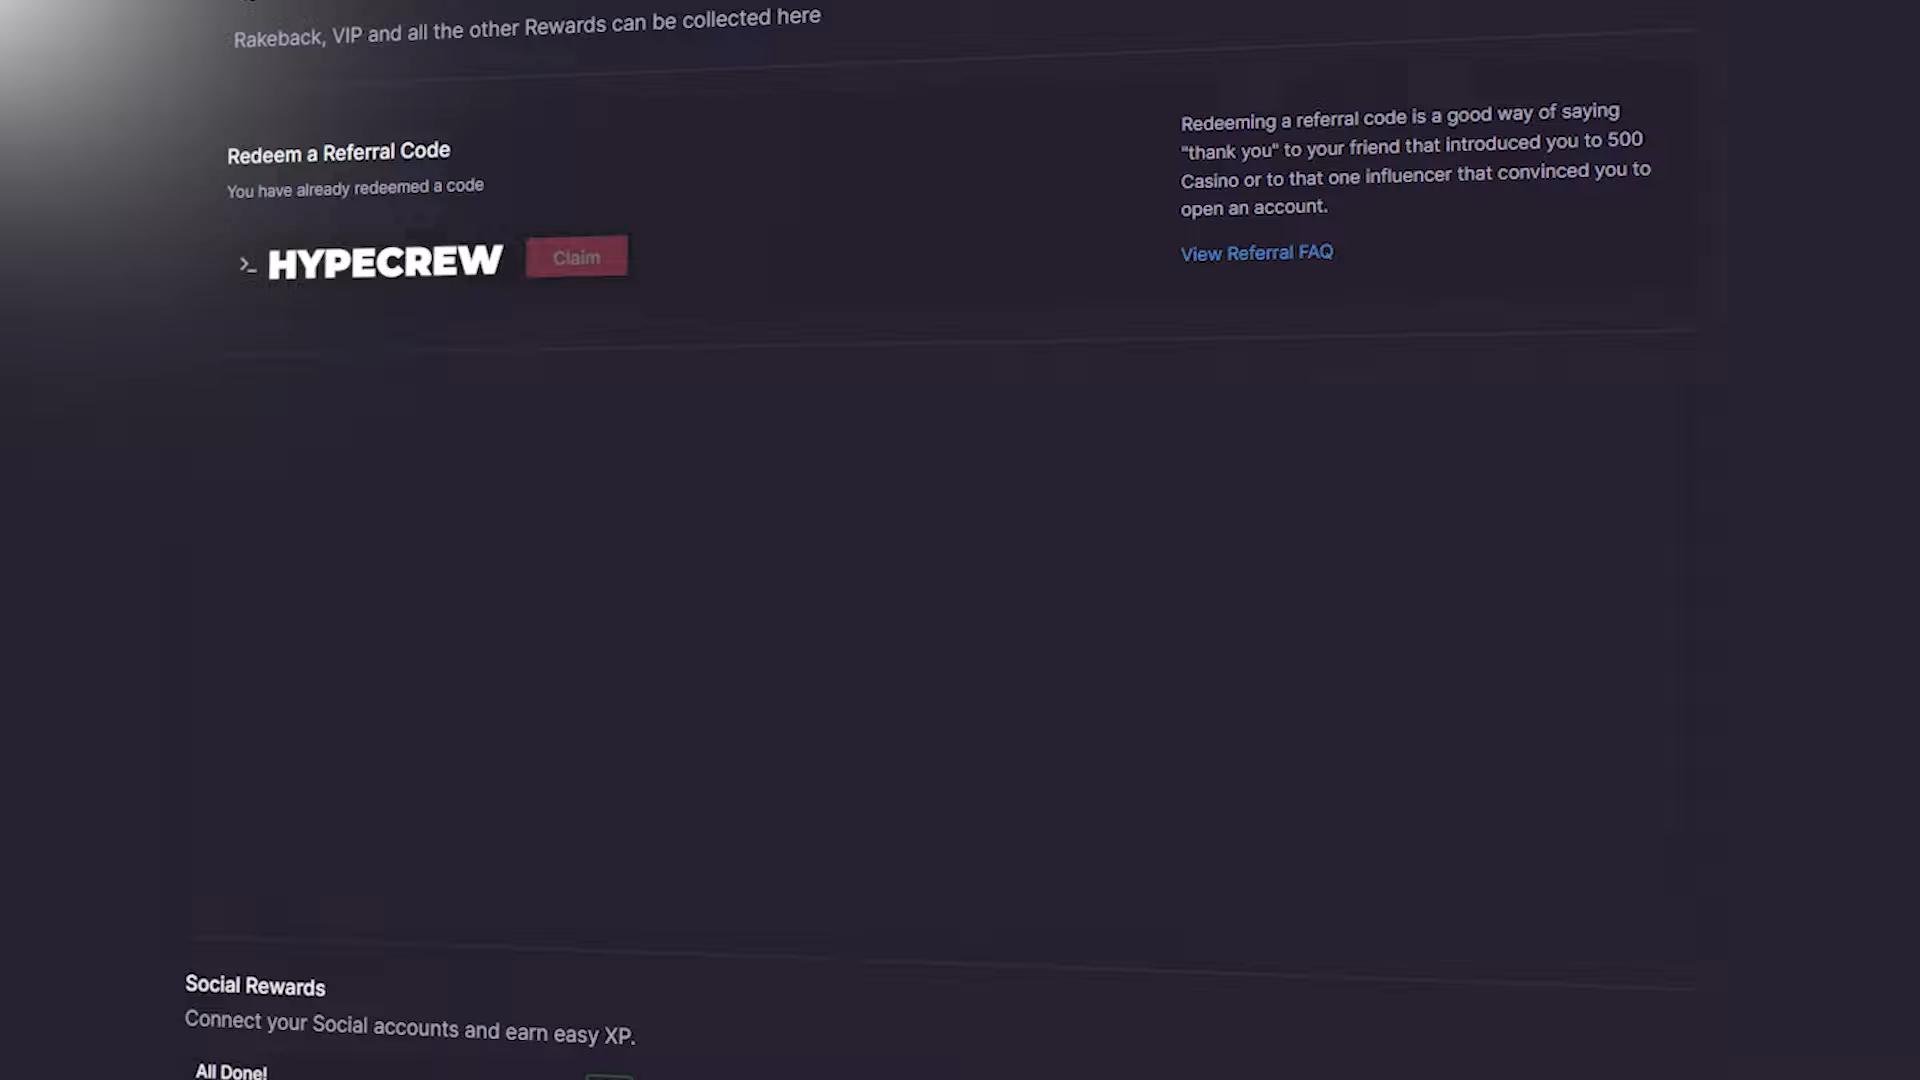 Rakeback, VIP and all the other Rewards can be collected here
Redeem a Referral Code
You have already redeemed a code
>_ HYPECREW
Claim
Redeeming a referral code is a good way of saying
"thank you" to your friend that introduced you to 500
Casino or to that one influencer that convinced you to
open an account.
View Referral FAQ
Social Rewards
Connect your Social accounts and earn easy XP.
All Done!